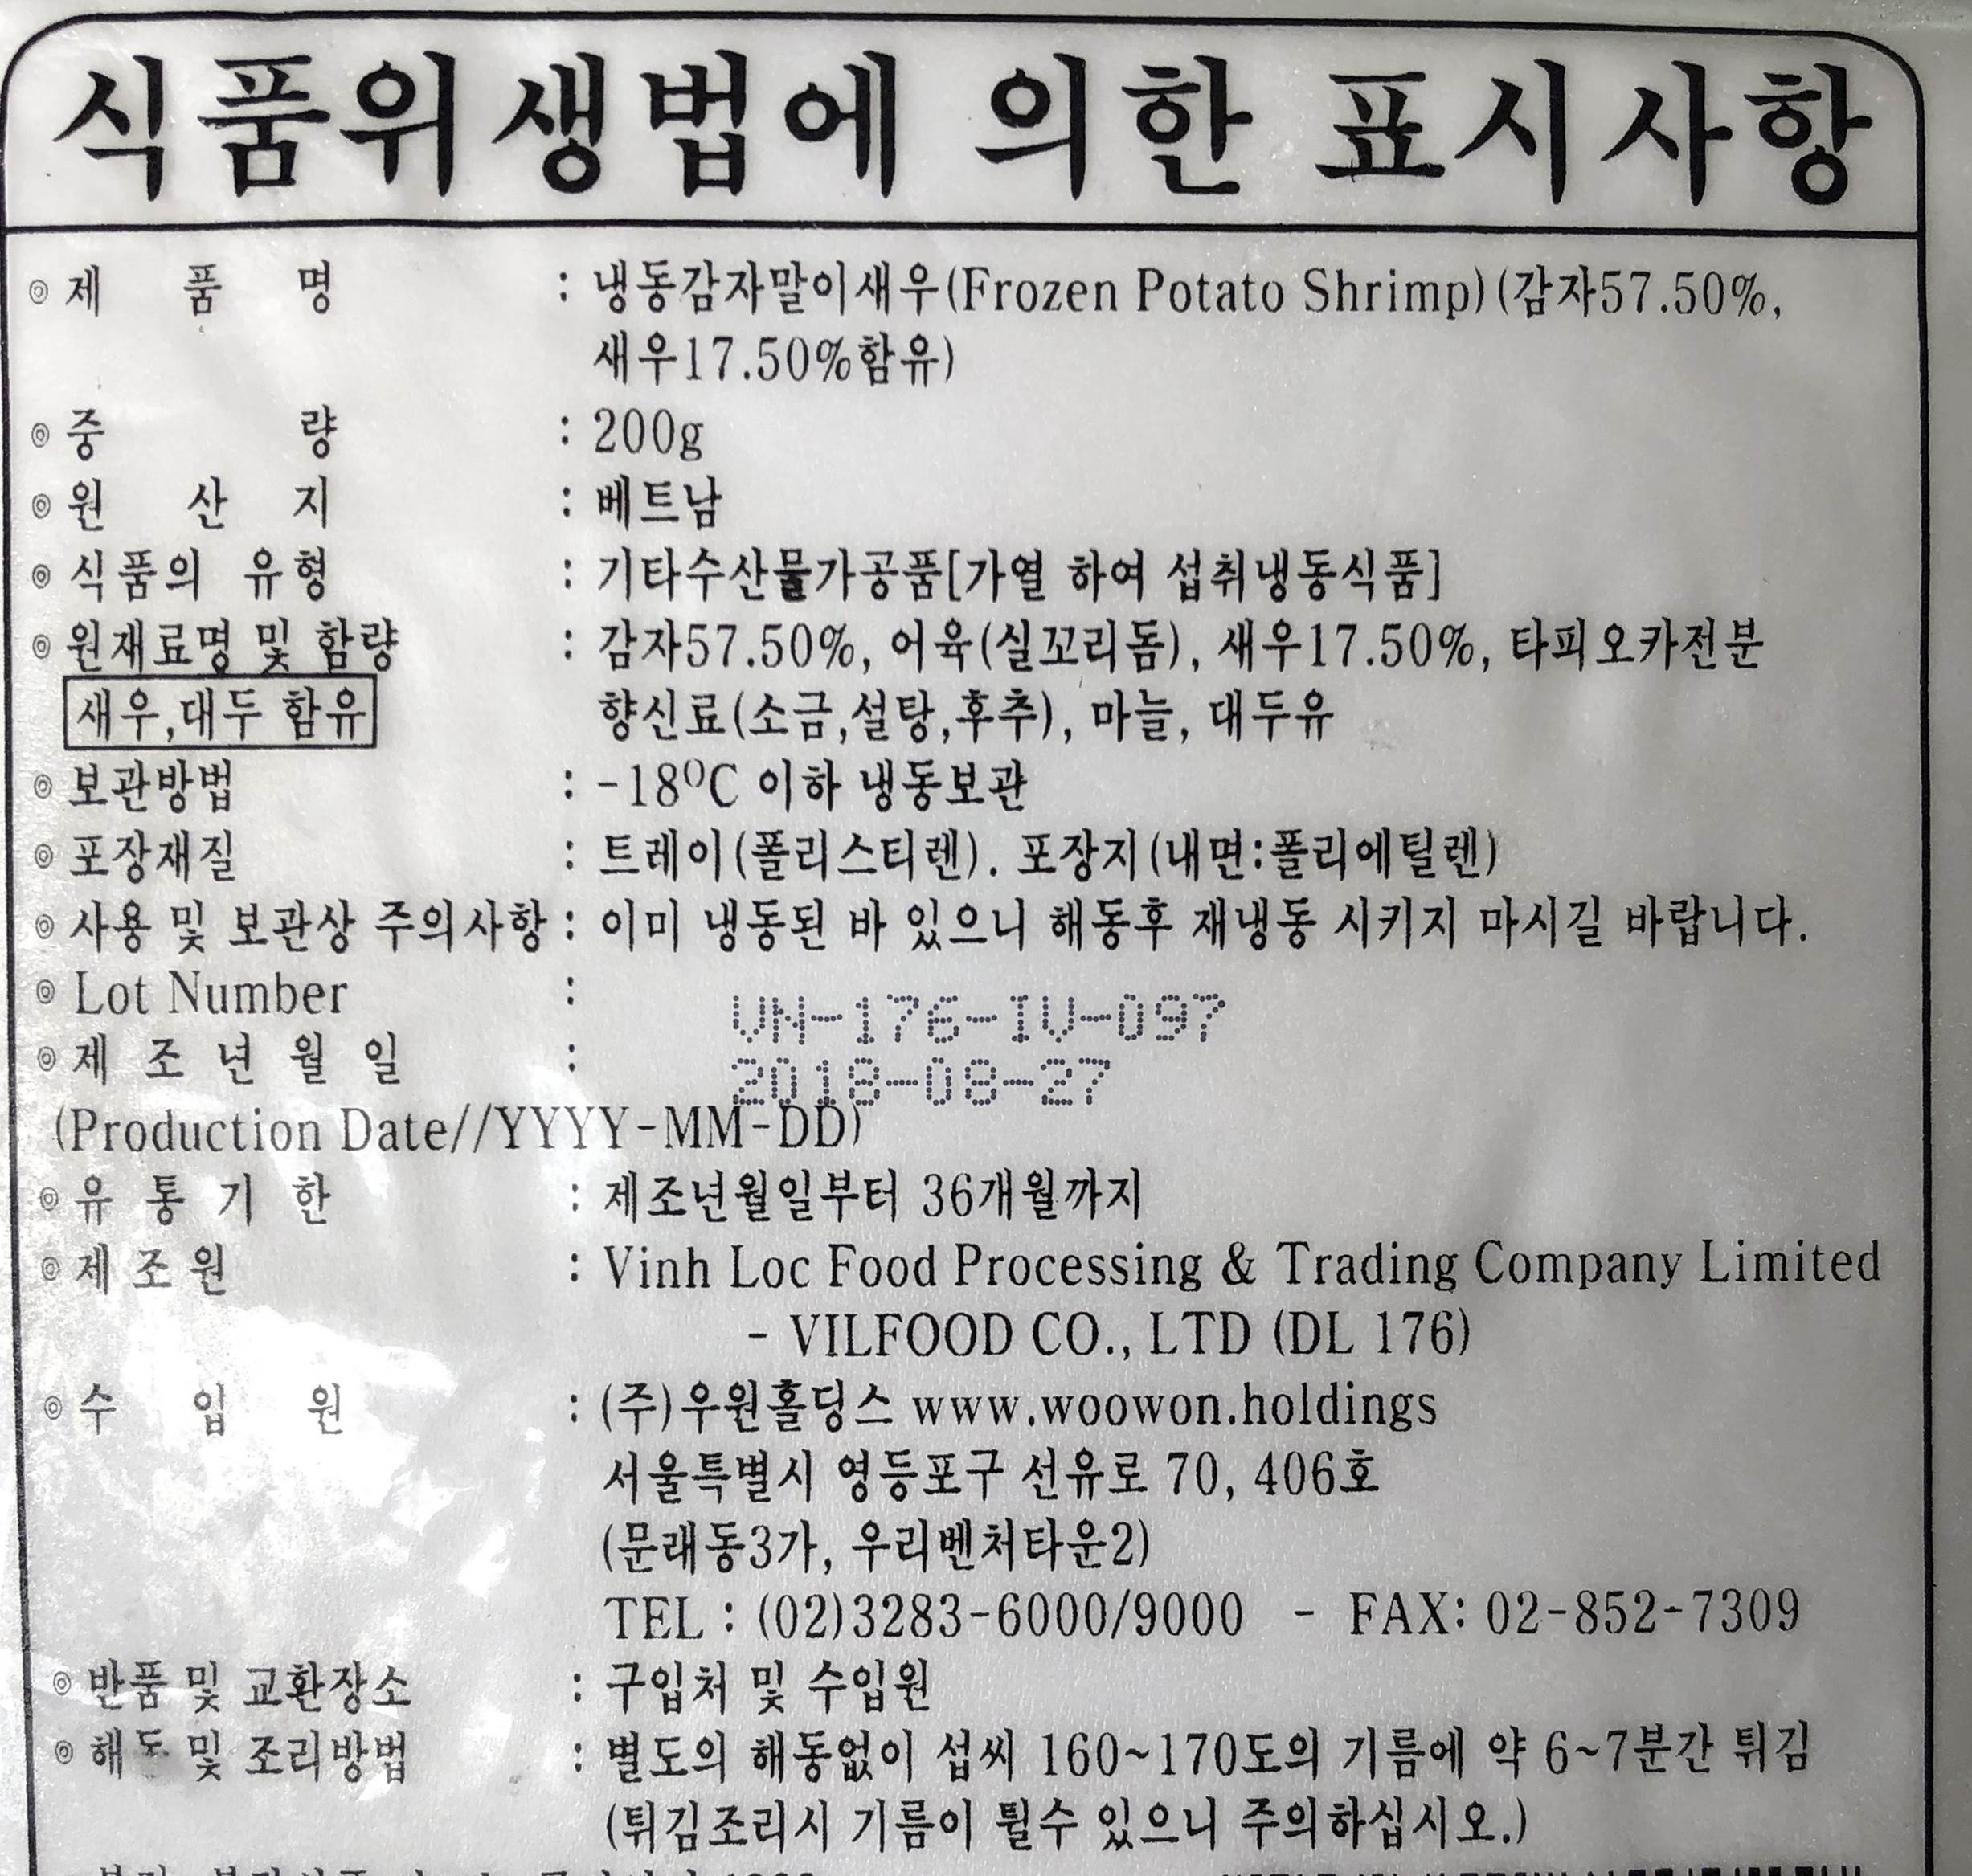 식품위생법에 의한 표시사항
◎ 제 품 명 : 냉동감자말이새우(Frozen Potato Shrimp)(감자57.50%,
새우17.50%함유)
◎ 중 량 : 200g
◎ 원 산 지 : 베트남
◎ 식품의 유형 : 기타수산물가공품[가열 하여 섭취냉동식품]
◎ 원재료명 및 함량 : 감자57.50%, 어육(실꼬리돔), 새우17.50%, 타피오카전분
새우,대두 함유 향신료(소금,설탕,후추), 마늘, 대두유
◎ 보관방법 : -18ºC 이하 냉동보관
◎ 포장재질 : 트레이(폴리스티렌). 포장지(내면:폴리에틸렌)
◎ 사용 및 보관상 주의사항 : 이미 냉동된 바 있으니 해동후 재냉동 시키지 마시길 바랍니다.
◎ Lot Number : VN-176-IV-097
◎ 제 조 년 월 일 : 2018-08-27
(Production Date//YYYY-MM-DD)
◎ 유 통 기 한 : 제조년월일부터 36개월까지
◎ 제 조 원 : Vinh Loc Food Processing & Trading Company Limited
- VILFOOD CO., LTD (DL 176)
◎ 수 입 원 : (주)우원홀딩스 www.woowon.holdings
서울특별시 영등포구 선유로 70, 406호
(문래동3가, 우리벤처타운2)
TEL : (02)3283-6000/9000 - FAX: 02-852-7309
◎ 반품 및 교환장소 : 구입처 및 수입원
◎ 해동 및 조리방법 : 별도의 해동없이 섭씨 160~170도의 기름에 약 6~7분간 튀김
(튀김조리시 기름이 튈수 있으니 주의하십시오.)